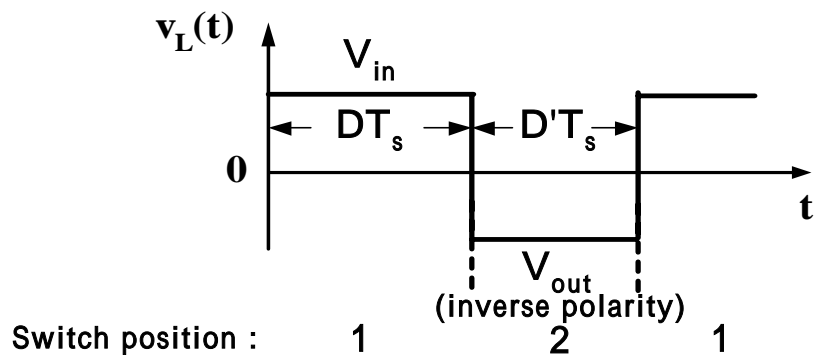 v_L(t)
V_in
DT_s D'T_s
0
t
V_out
(inverse polarity)
Switch position : 1 2 1